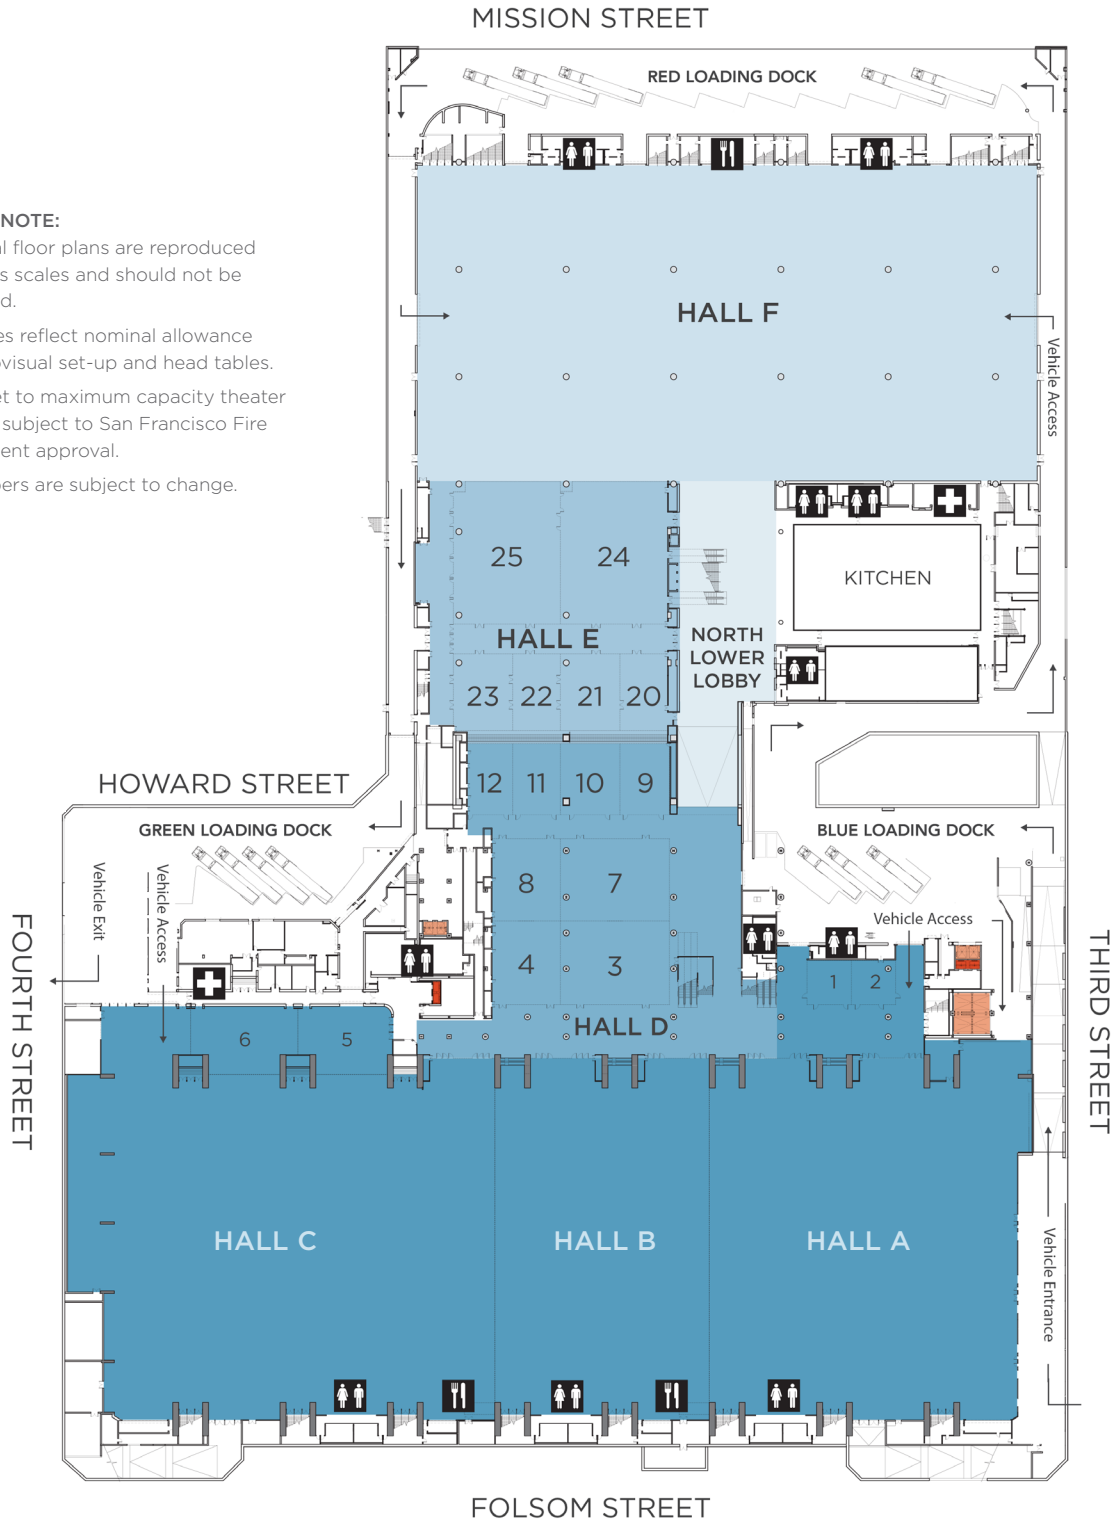 MISSION STREET
RED LOADING DOCK
NOTE:
floor plans are reproduced
scales and should not be
reflect nominal allowance
set-up and head tables.
to maximum capacity theater
subject to San Francisco Fire
approval.
are subject to change.
HALL F
Vehicle Access
25
24
KITCHEN
HALL E
NORTH
LOWER
LOBBY
23
22
21
20
12
11
10
9
HOWARD STREET
GREEN LOADING DOCK
BLUE LOADING DOCK
Vehicle Exit
Vehicle Access
8
7
Vehicle Access
FOURTH STREET
THIRD STREET
4
3
1
2
HALL D
6
5
HALL C
HALL B
HALL A
Vehicle Entrance
FOLSOM STREET